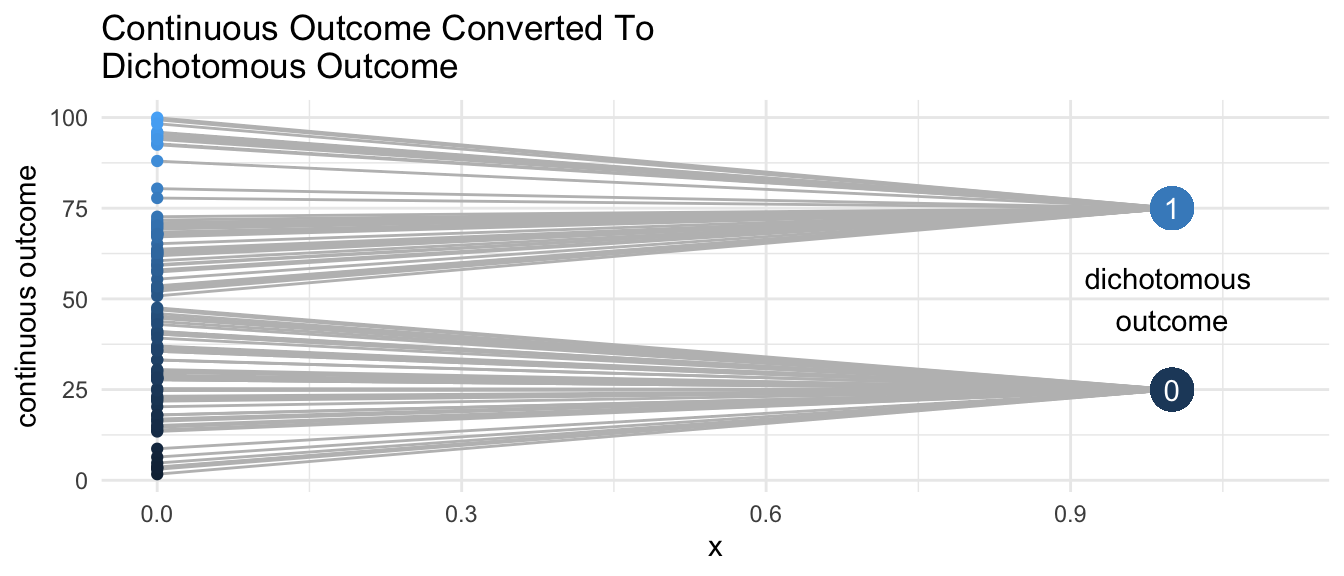 Continuous Outcome Converted To
Dichotomous Outcome
continuous outcome
100
75
50
25
0
1
dichotomous
outcome
0
0.0
0.3
0.6
0.9
x